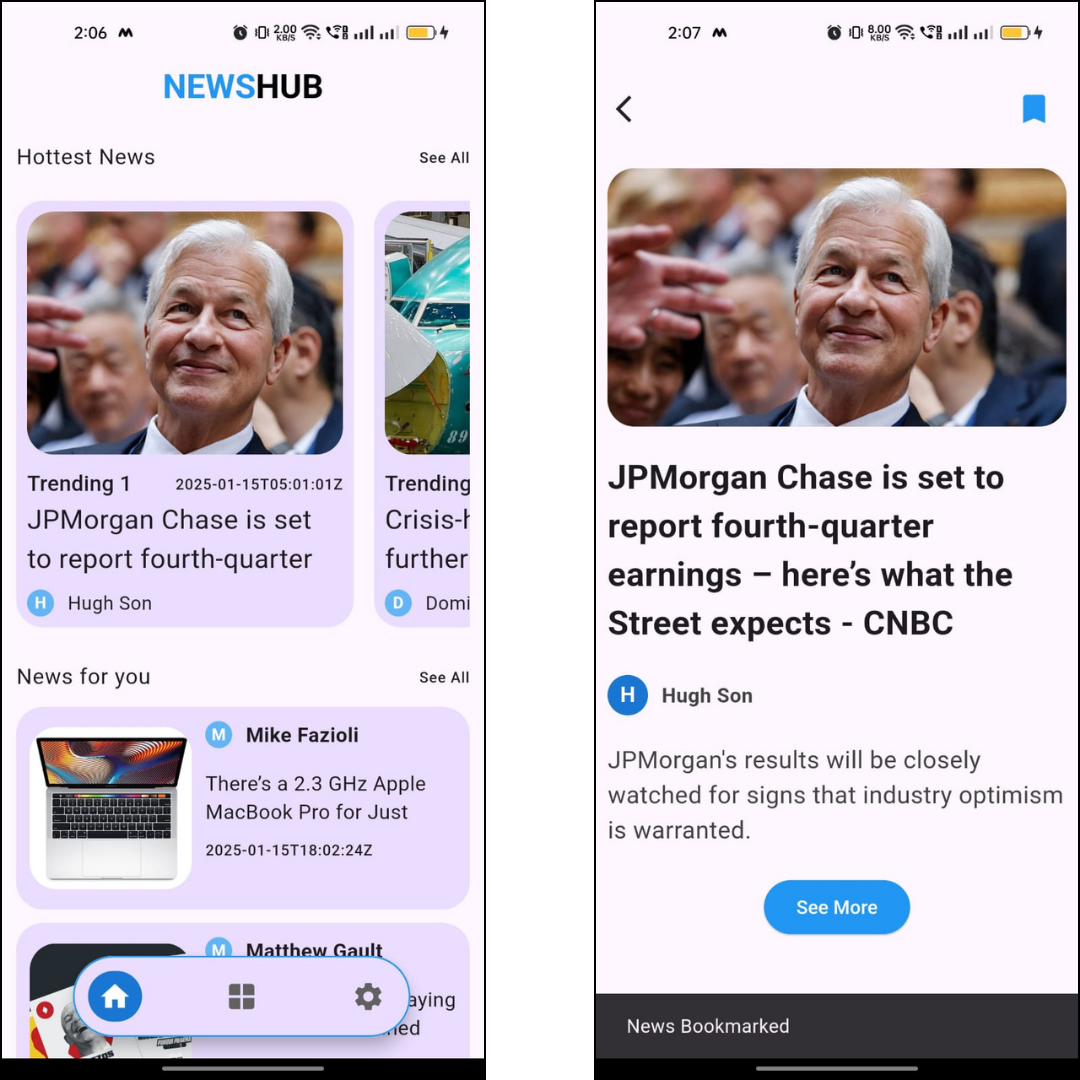 2:06
2.00
KB/S
NEWSHUB
Hottest News
See All
89
Trending 1
2025-01-15T05:01:01Z
JPMorgan Chase is set
to report fourth-quarter
H
Hugh Son
Trending
Crisis-h
further
D
Domi
News for you
See All
M
Mike Fazioli
There’s a 2.3 GHz Apple
MacBook Pro for Just
2025-01-15T18:02:24Z
M
Matthew Gault
aying
ned
2:07
8.00
KB/S
JPMorgan Chase is set to
report fourth-quarter
earnings – here’s what the
Street expects - CNBC
H
Hugh Son
JPMorgan's results will be closely
watched for signs that industry optimism
is warranted.
See More
News Bookmarked